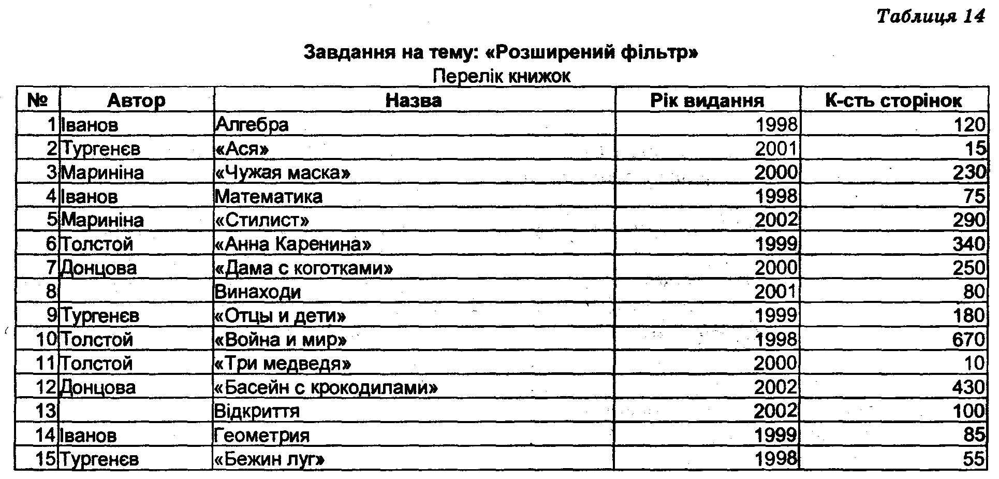 Таблиця 14
Завдання на тему: «Розширений фільтр»
Перелік книжок
№ Автор Назва Рік видання К-сть сторінок
1 Іванов Алгебра 1998 120
2 Тургенєв «Ася» 2001 15
3 Мариніна «Чужая маска» 2000 230
4 Іванов Математика 1998 75
5 Мариніна «Стилист» 2002 290
6 Толстой «Анна Каренина» 1999 340
7 Донцова «Дама с коготками» 2000 250
8 Винаходи 2001 80
9 Тургенєв «Отцы и дети» 1999 180
10 Толстой «Война и мир» 1998 670
11 Толстой «Три медведя» 2000 10
12 Донцова «Басейн с крокодилами» 2002 430
13 Відкриття 2002 100
14 Іванов Геометрия 1999 85
15 Тургенєв «Бежин луг» 1998 55